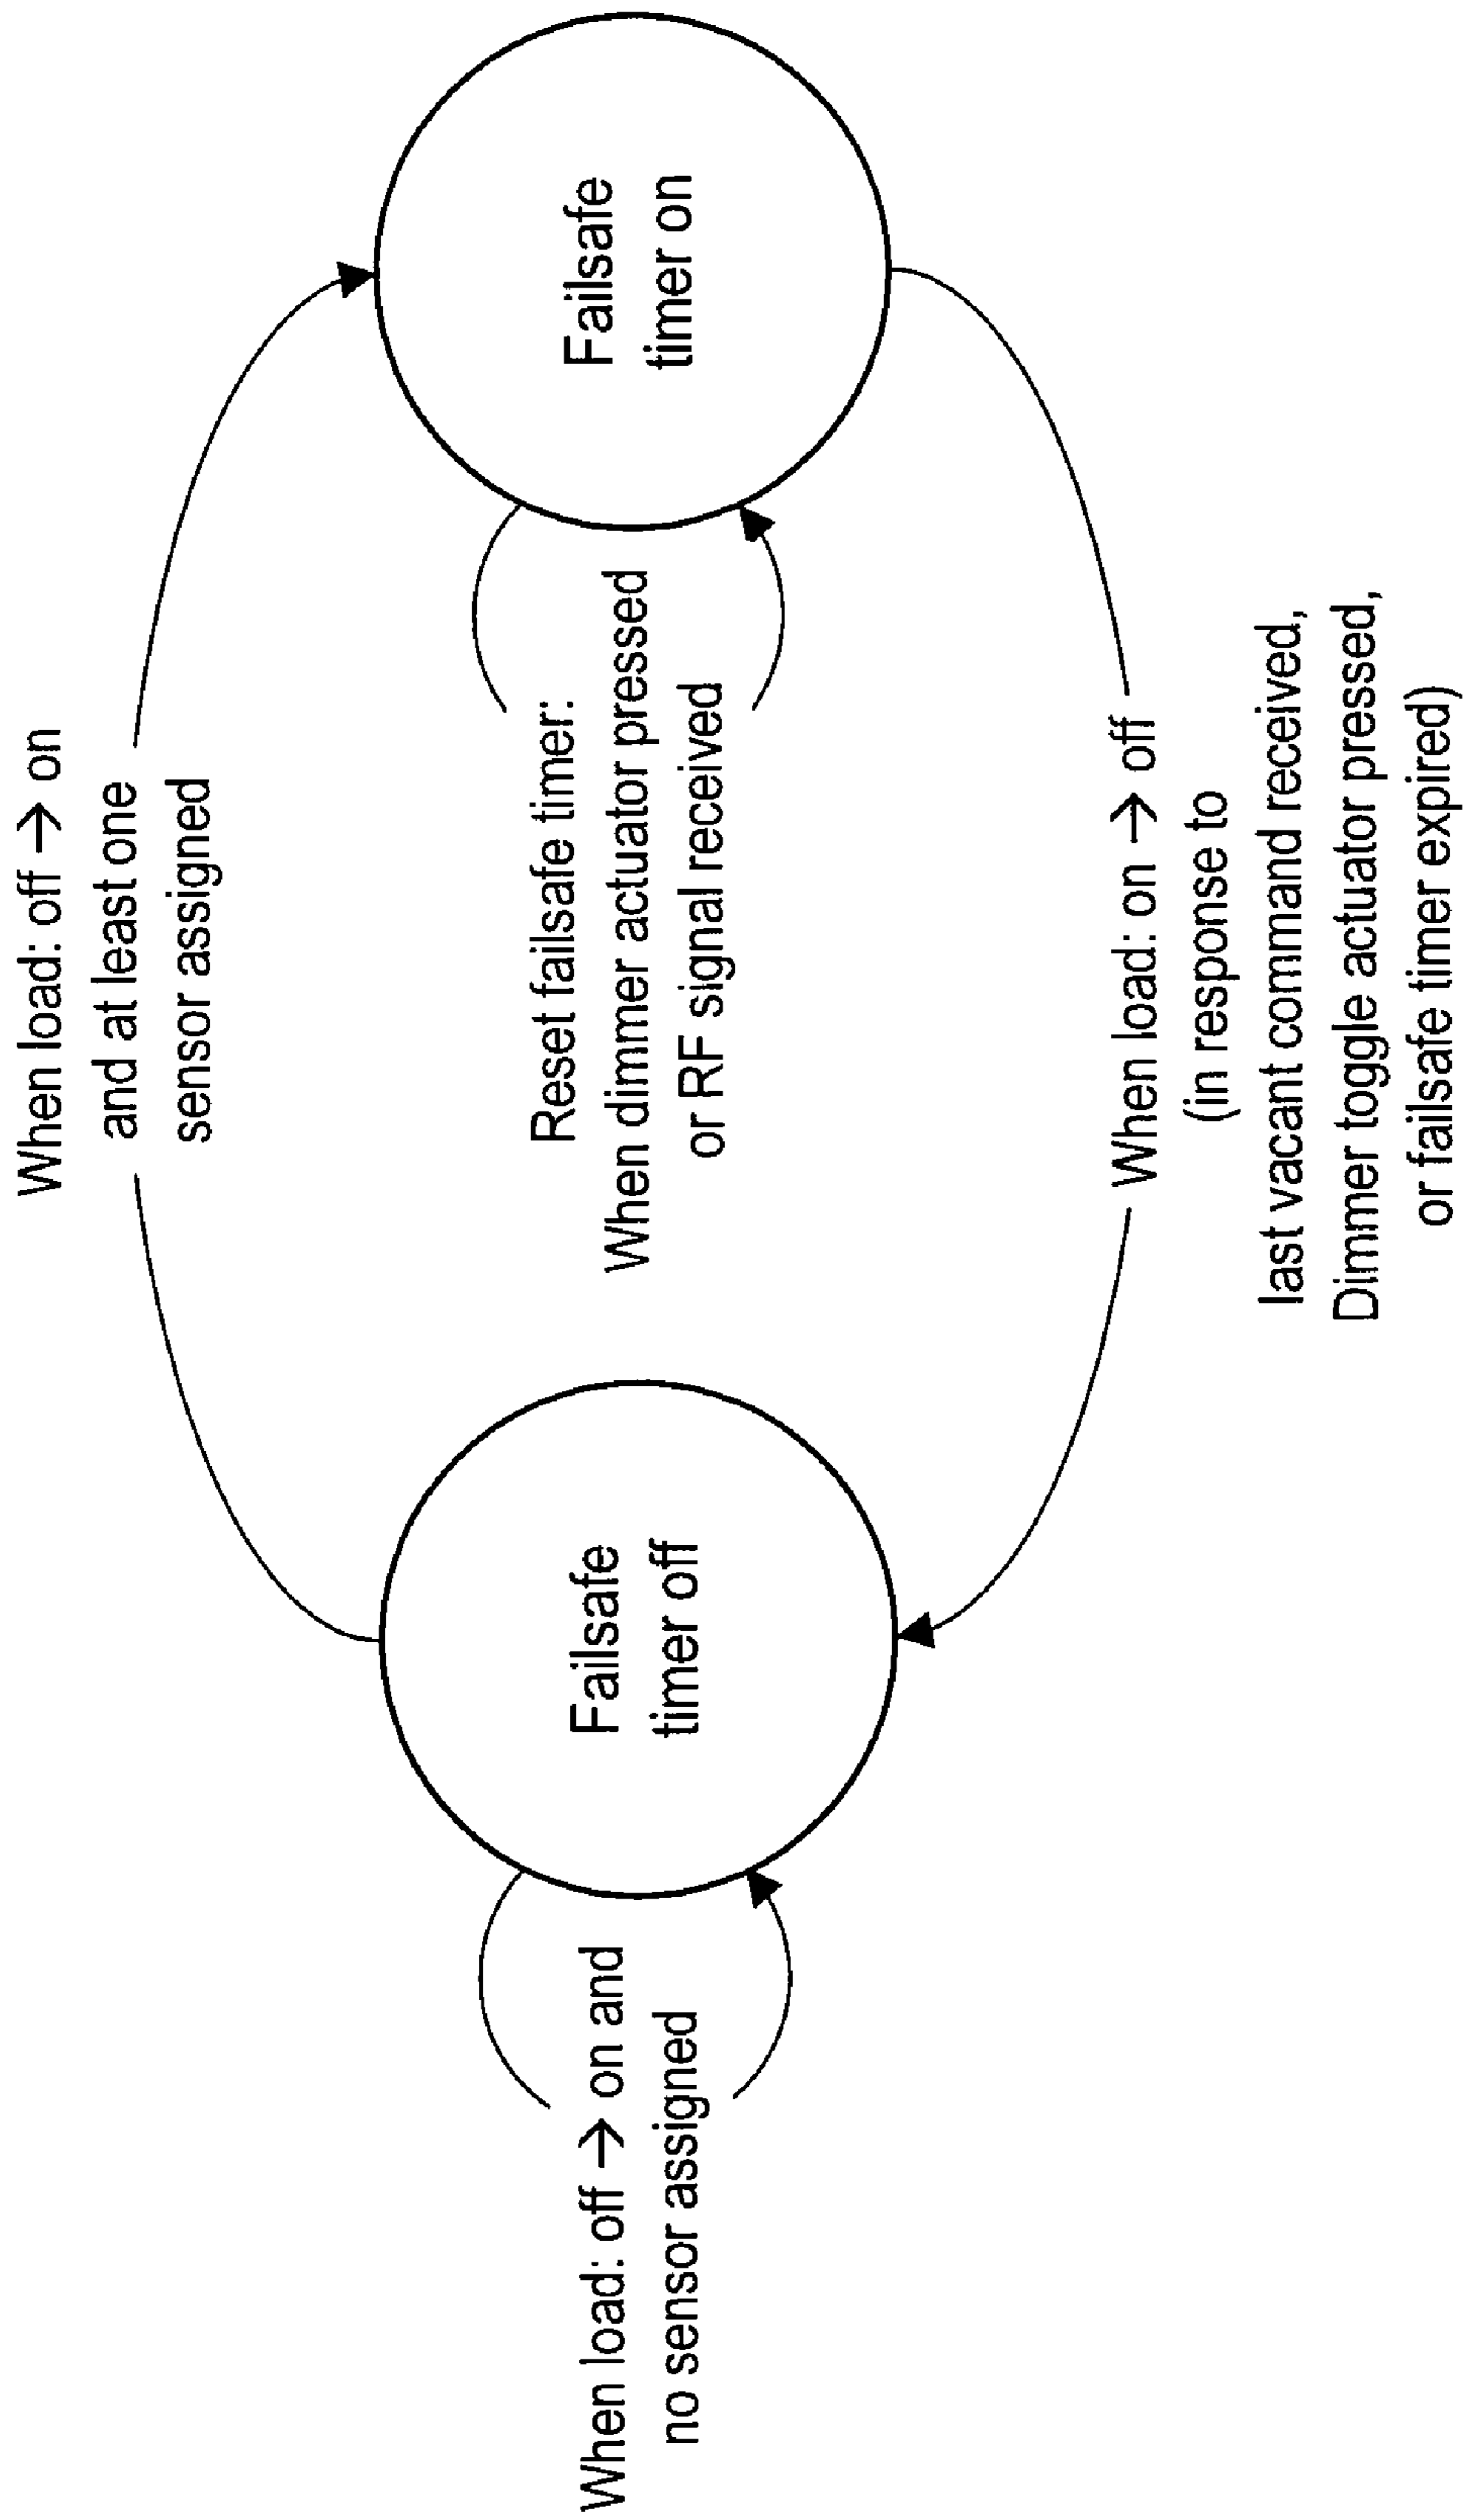 When load: off → on
and at least one
sensor assigned
When load: off → on and
no sensor assigned
Failsafe
timer off
Reset failsafe timer:
When dimmer actuator pressed
or RF signal received
Failsafe
timer on
When load: on → off
(in response to
last vacant command received,
Dimmer toggle actuator pressed,
or failsafe timer expired)